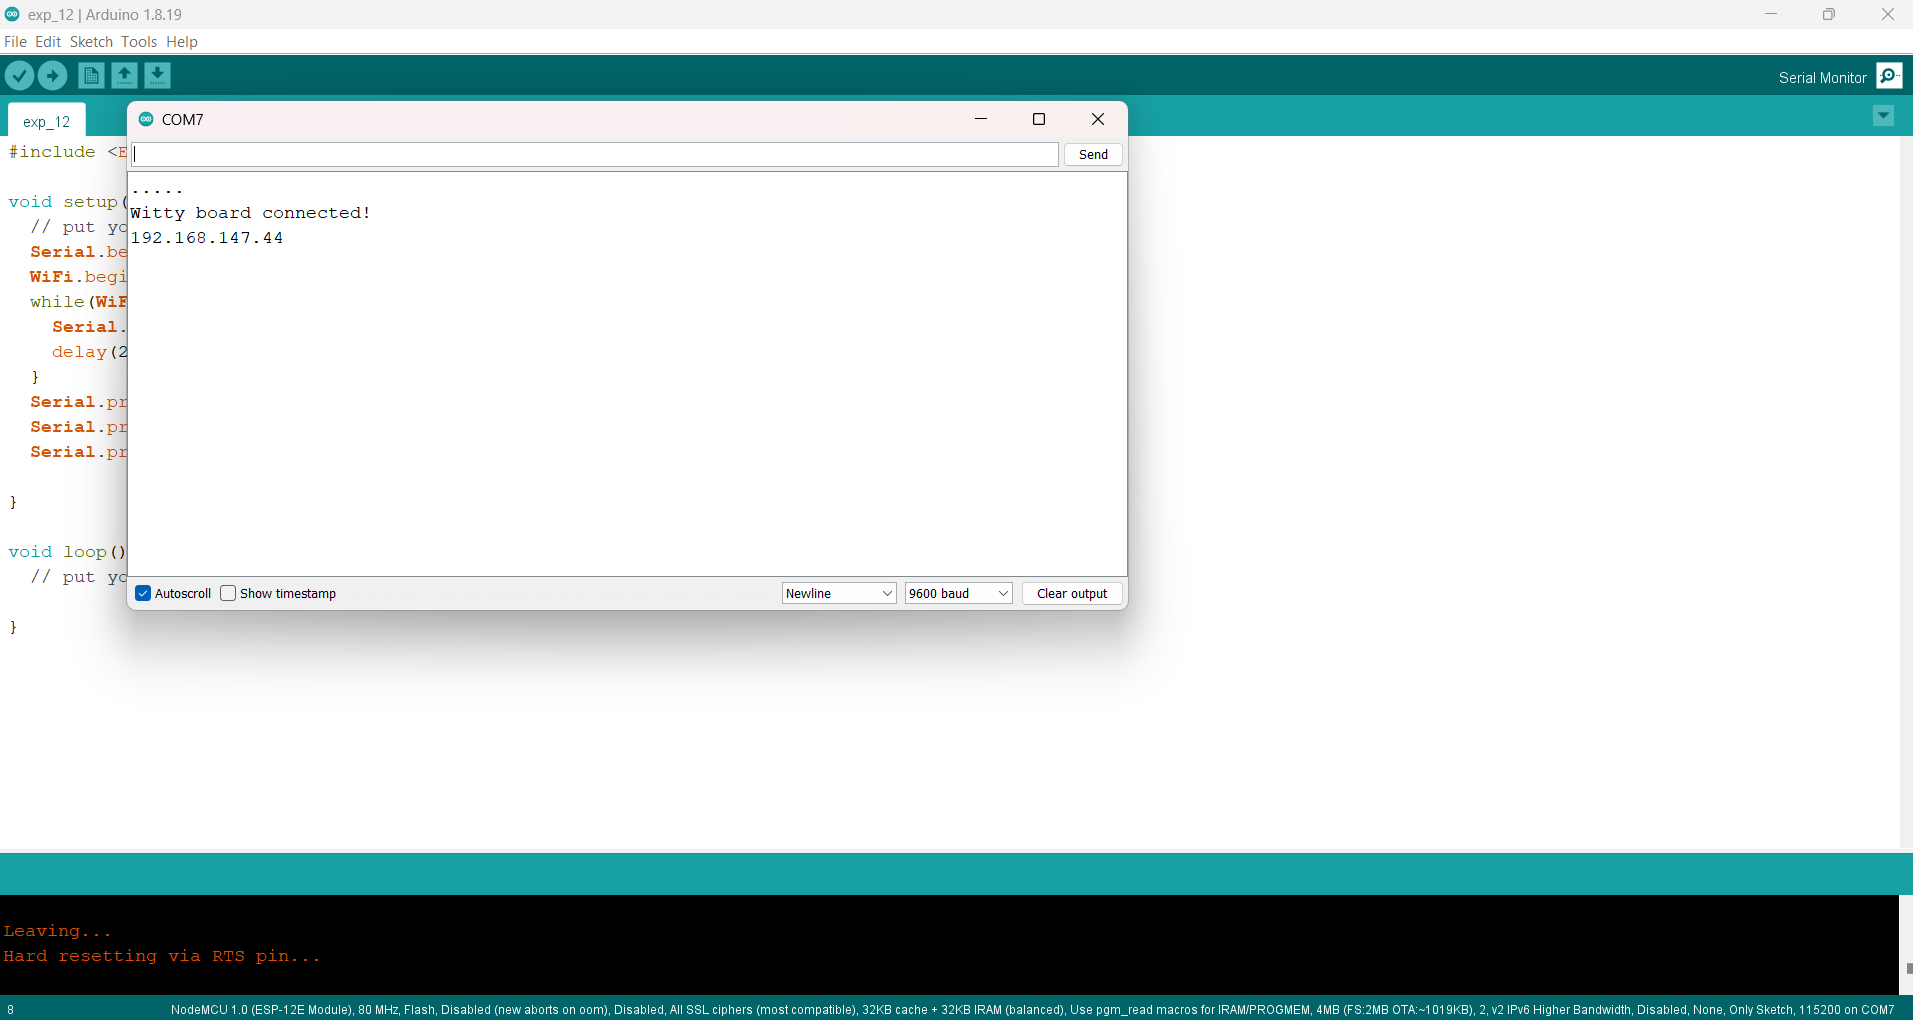 exp_12 | Arduino 1.8.19
File Edit Sketch Tools Help
Serial Monitor
exp_12
COM7
Send
.....
Witty board connected!
192.168.147.44
Autoscroll Show timestamp Newline 9600 baud Clear output
#include <E
void setup(
// put yo
Serial.be
WiFi.begi
while(WiF
Serial.
delay(2
}
Serial.pr
Serial.pr
Serial.pr
}
void loop()
// put yo
}
Leaving...
Hard resetting via RTS pin...
8 NodeMCU 1.0 (ESP-12E Module), 80 MHz, Flash, Disabled (new aborts on oom), Disabled, All SSL ciphers (most compatible), 32KB cache + 32KB IRAM (balanced), Use pgm_read macros for IRAM/PROGMEM, 4MB (FS:2MB OTA:~1019KB), 2, v2 IPv6 Higher Bandwidth, Disabled, None, Only Sketch, 115200 on COM7